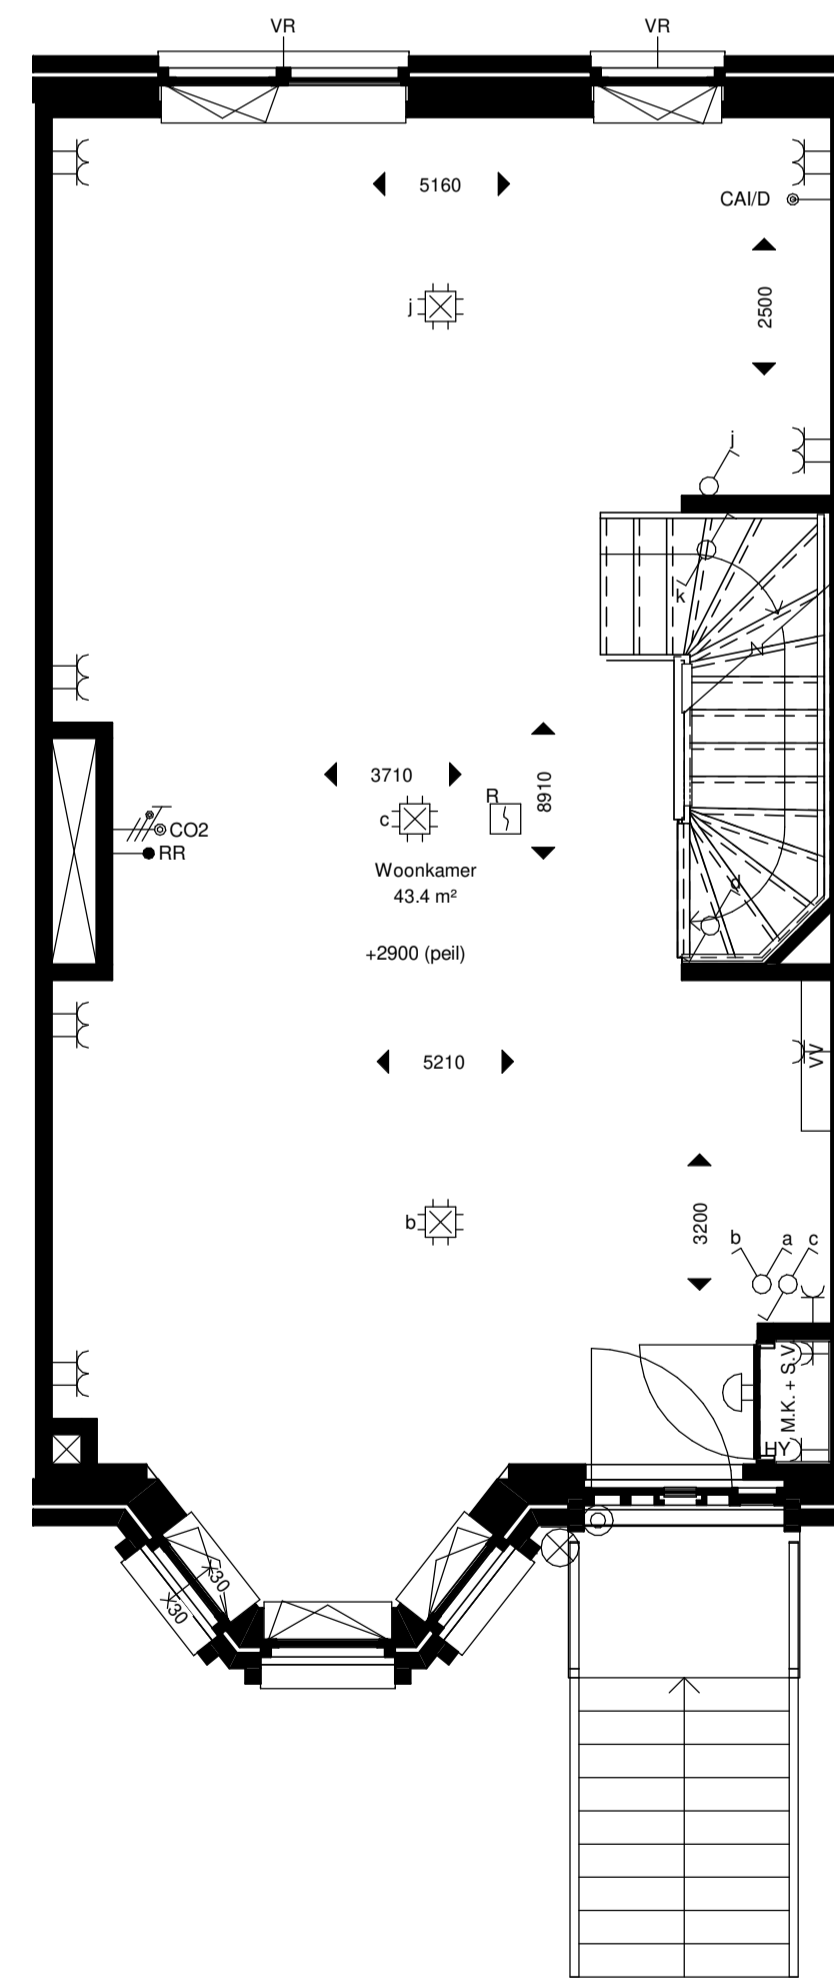 VR
VR
5160
CAI/D
2500
j
j
k
Z
3710
8910
R
c
CO2
RR
Woonkamer
43.4 m²
d
+2900 (peil)
5210
VV
3200
b
b
a
c
M.K. + S.V.
HY
30
30